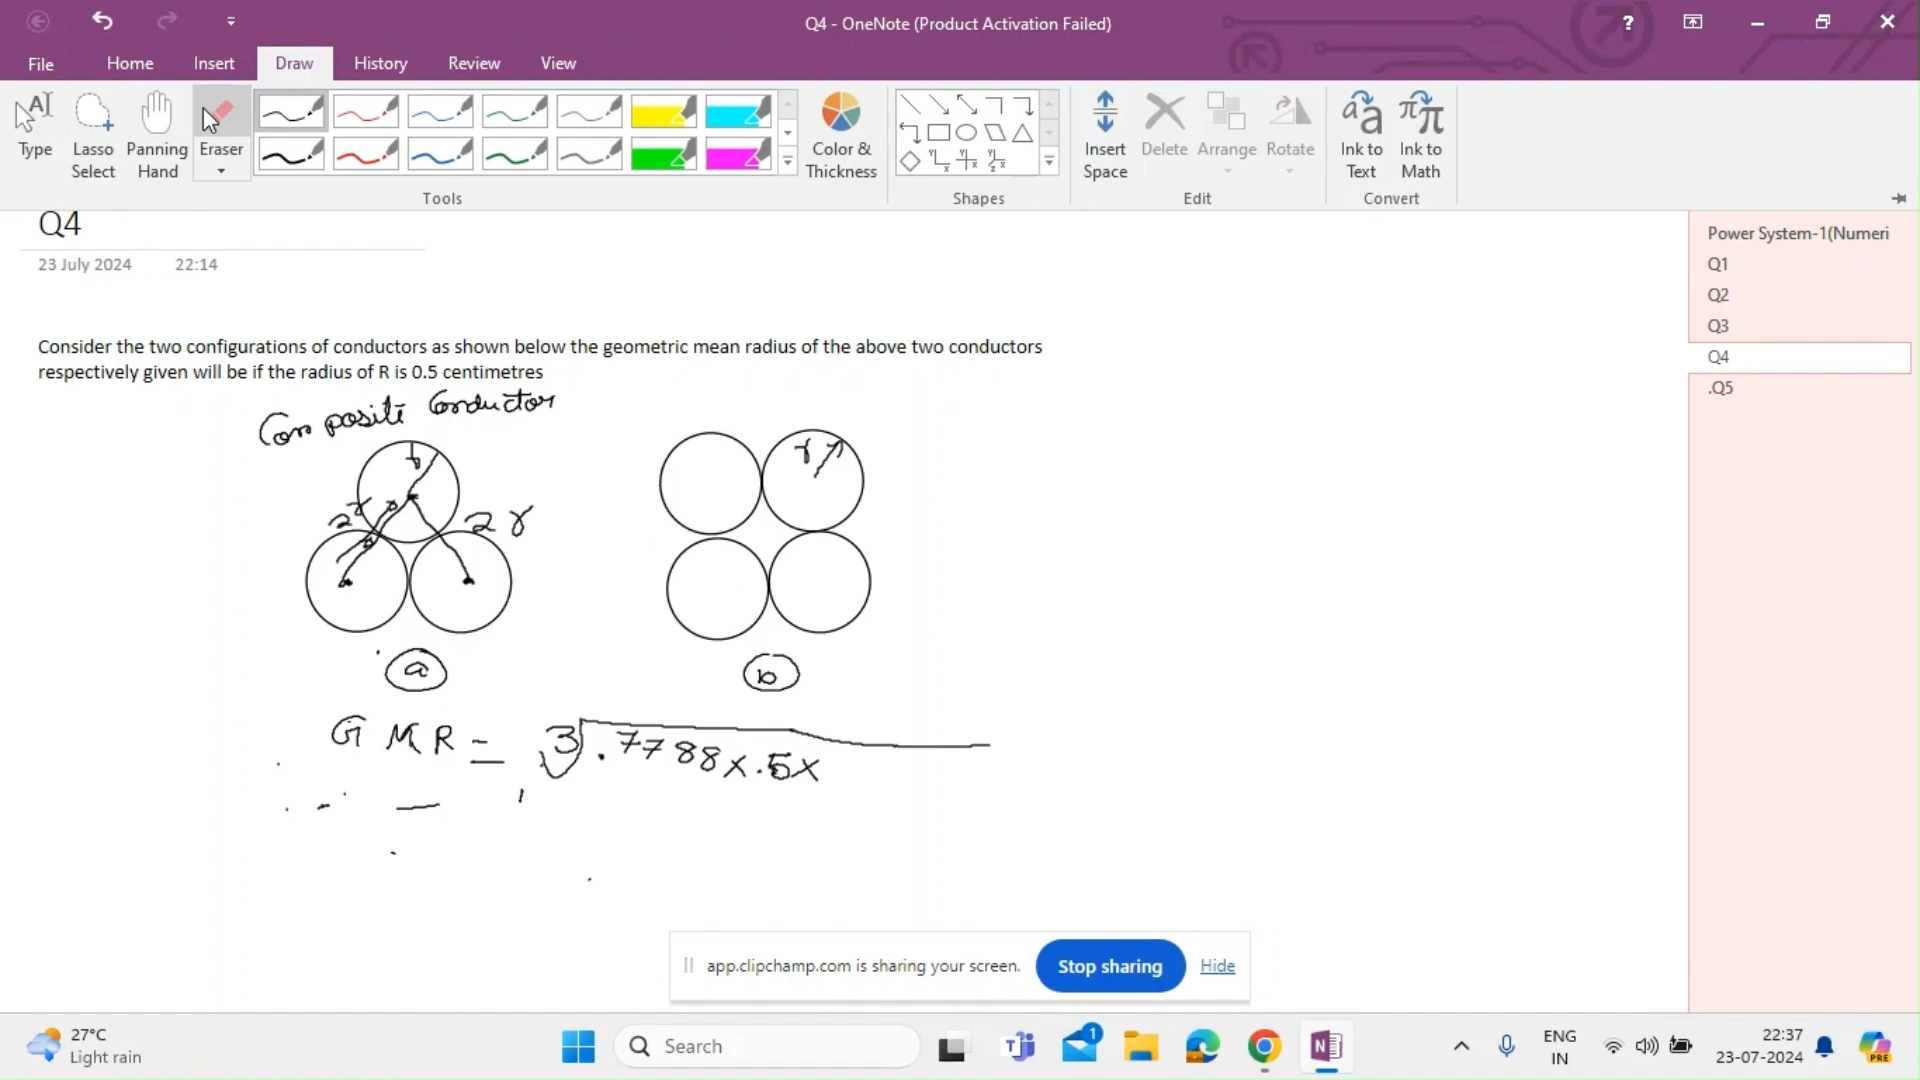 Q4 - OneNote (Product Activation Failed)
?
File Home Insert Draw History Review View
Type
Lasso Select
Panning Hand
Eraser
Color & Thickness
Insert Space
Delete
Arrange
Rotate
Ink to Text
Ink to Math
Tools
Shapes
Edit
Convert
Q4
23 July 2024 22:14
Power System-1(Numeri
Q1
Q2
Q3
Q4
.Q5
Consider the two configurations of conductors as shown below the geometric mean radius of the above two conductors
respectively given will be if the radius of R is 0.5 centimetres
Composite Conductor
2r 2r
r
a
b
GMR = 3√.7788x.5x
app.clipchamp.com is sharing your screen. Stop sharing Hide
27°C
Light rain
Search
1
ENG
IN
22:37
23-07-2024
PRE